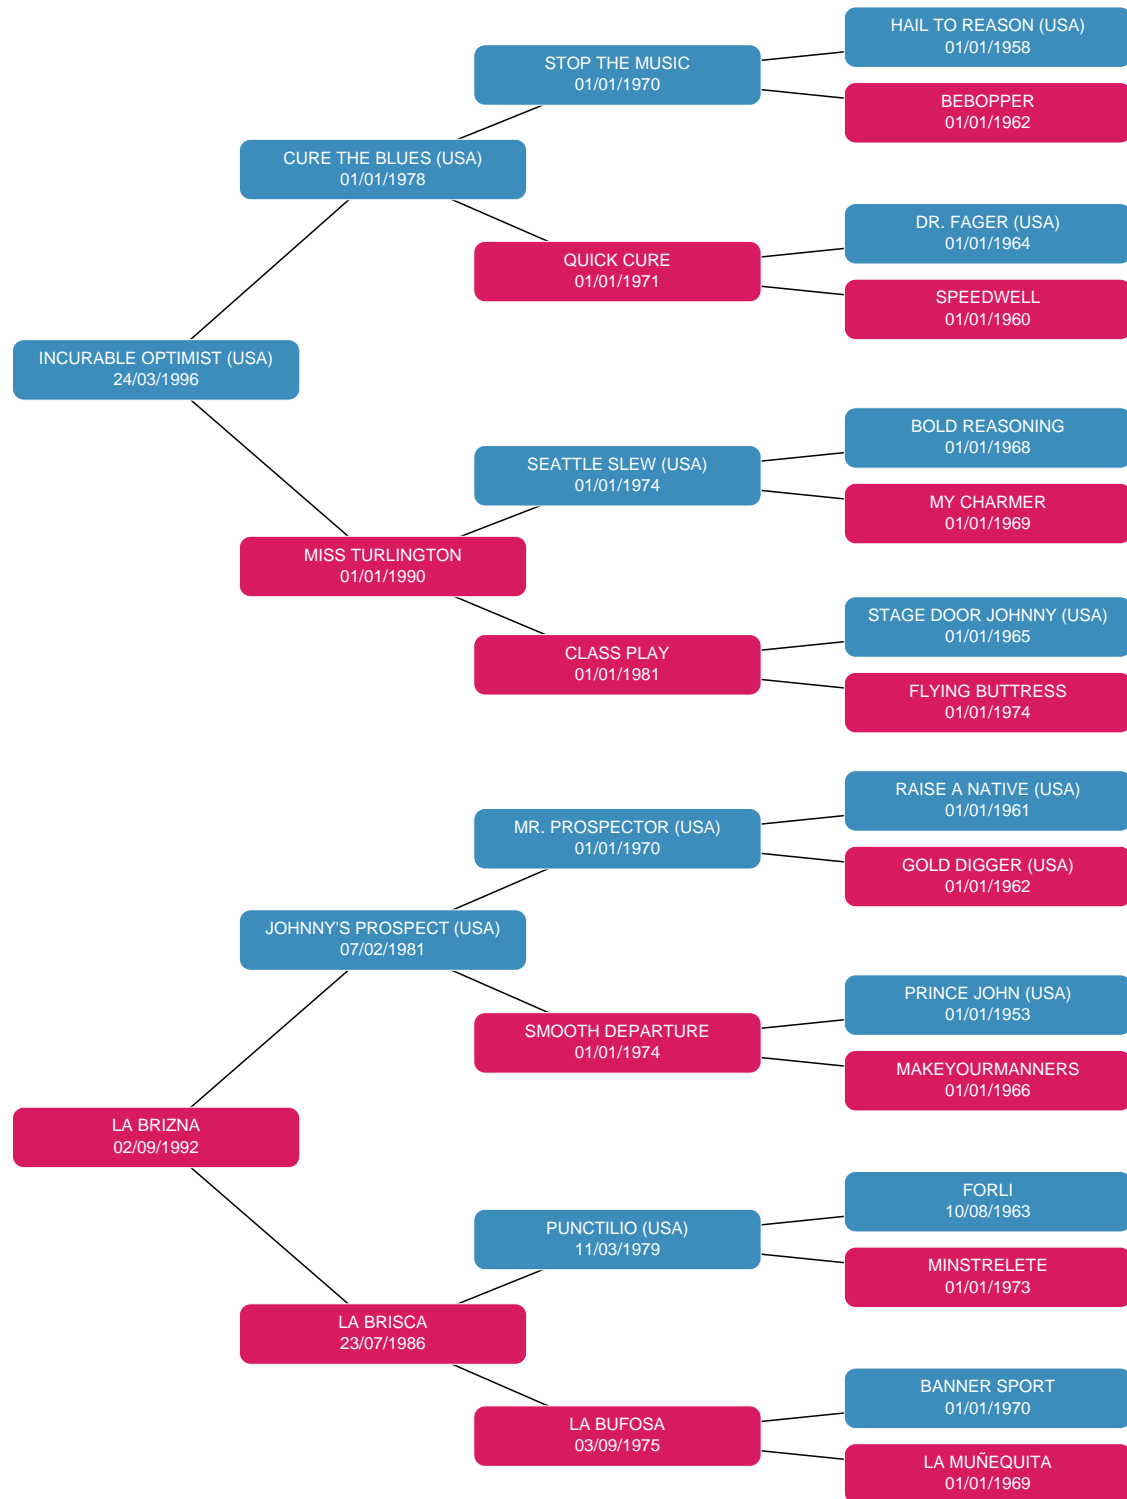 HAIL TO REASON (USA)
01/01/1958
STOP THE MUSIC
01/01/1970
BEBOPPER
01/01/1962
CURE THE BLUES (USA)
01/01/1978
DR. FAGER (USA)
01/01/1964
QUICK CURE
01/01/1971
SPEEDWELL
01/01/1960
INCURABLE OPTIMIST (USA)
24/03/1996
BOLD REASONING
01/01/1968
SEATTLE SLEW (USA)
01/01/1974
MY CHARMER
01/01/1969
MISS TURLINGTON
01/01/1990
STAGE DOOR JOHNNY (USA)
01/01/1965
CLASS PLAY
01/01/1981
FLYING BUTTRESS
01/01/1974
RAISE A NATIVE (USA)
01/01/1961
MR. PROSPECTOR (USA)
01/01/1970
GOLD DIGGER (USA)
01/01/1962
JOHNNY'S PROSPECT (USA)
07/02/1981
PRINCE JOHN (USA)
01/01/1953
SMOOTH DEPARTURE
01/01/1974
MAKEYOURMANNERS
01/01/1966
LA BRIZNA
02/09/1992
FORLI
10/08/1963
PUNCTILIO (USA)
11/03/1979
MINSTRELETE
01/01/1973
LA BRISCA
23/07/1986
BANNER SPORT
01/01/1970
LA BUFOSA
03/09/1975
LA MUÑEQUITA
01/01/1969